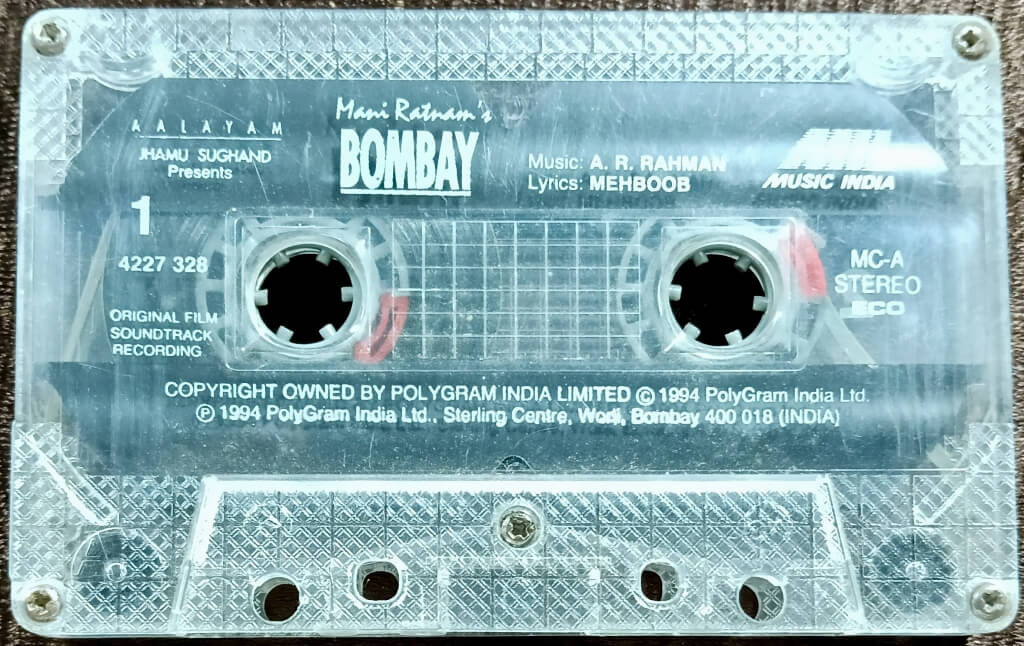 AALAYAM
JHAMU SUGHAND
Presents
Mani Ratnam's
BOMBAY
Music: A. R. RAHMAN
Lyrics: MEHBOOB
MIL
MUSIC INDIA
1
4227 328
ORIGINAL FILM
SOUNDTRACK
RECORDING
MC-A
STEREO
ECO
COPYRIGHT OWNED BY POLYGRAM INDIA LIMITED © 1994 PolyGram India Ltd.
℗ 1994 PolyGram India Ltd., Sterling Centre, Worli, Bombay 400 018 (INDIA)